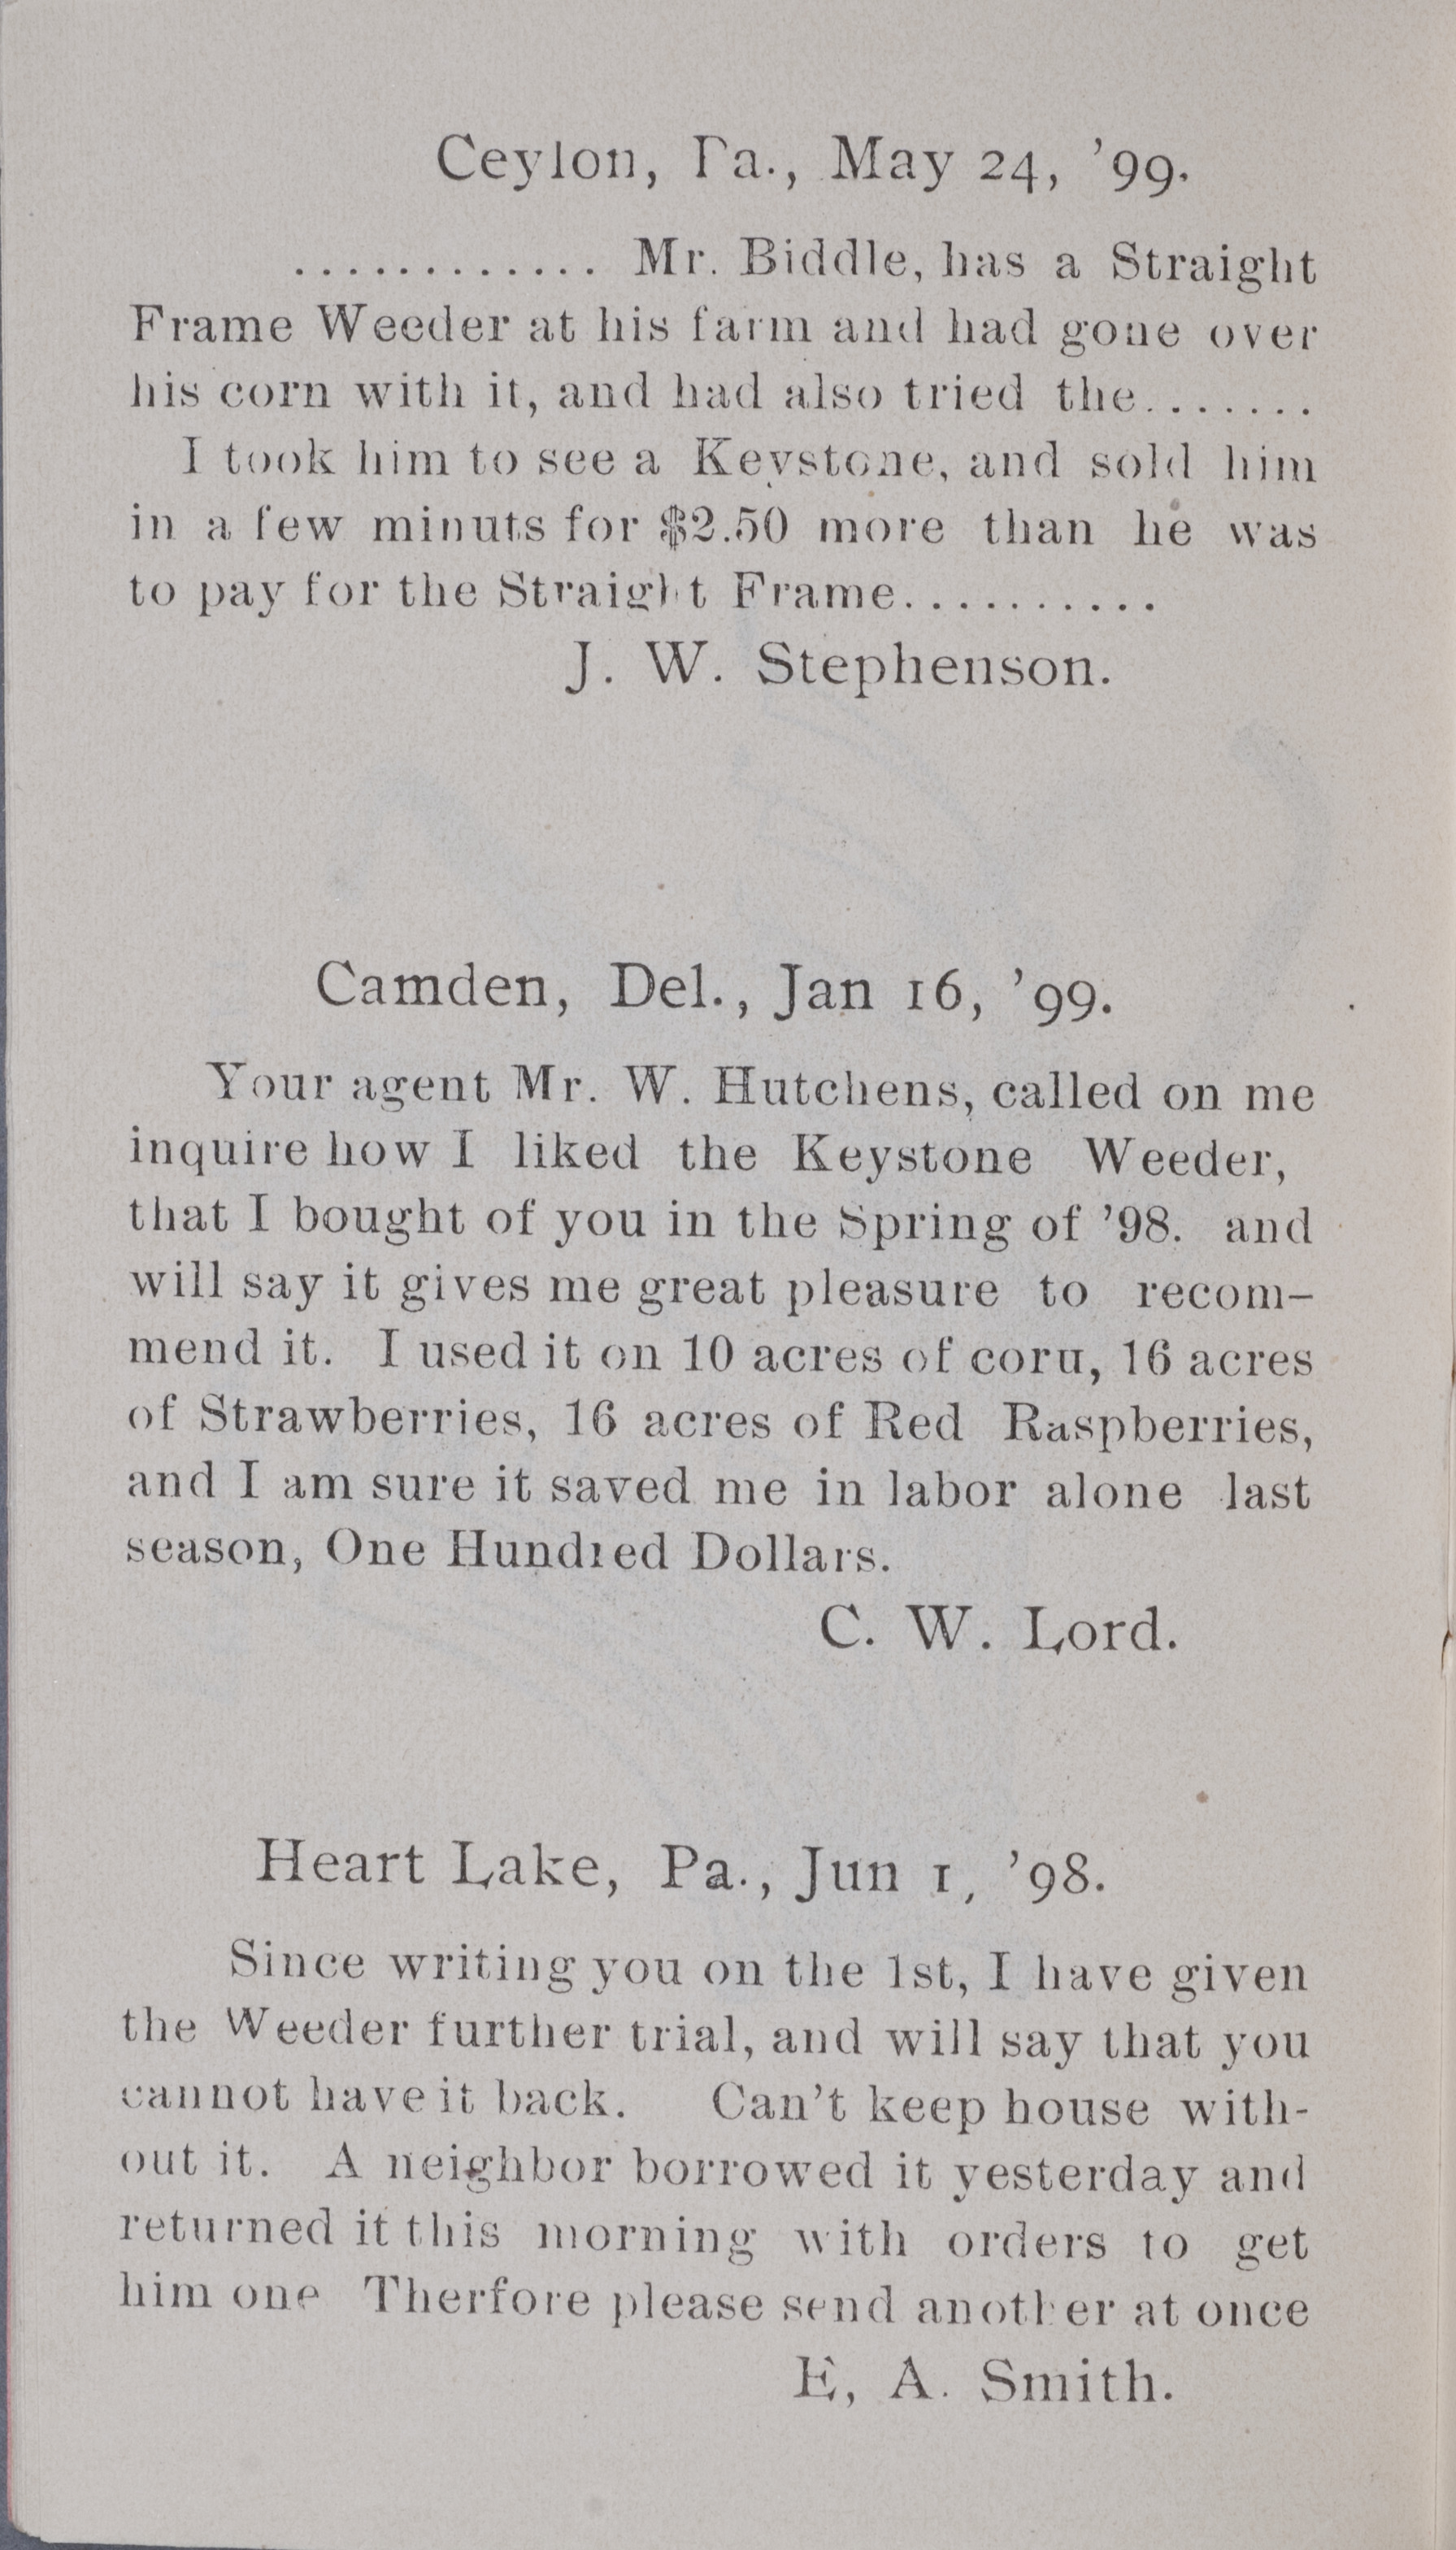 Ceylon, Pa., May 24, ’99.
............ Mr. Biddle, has a Straight
Frame Weeder at his farm and had gone over
his corn with it, and had also tried the.......
I took him to see a Keystone, and sold him
in a few minuts for $2.50 more than he was
to pay for the Straight Frame..........
J. W. Stephenson.
Camden, Del., Jan 16, ’99.
Your agent Mr. W. Hutchens, called on me
inquire how I liked the Keystone Weeder,
that I bought of you in the Spring of ’98. and
will say it gives me great pleasure to recom-
mend it. I used it on 10 acres of corn, 16 acres
of Strawberries, 16 acres of Red Raspberries,
and I am sure it saved me in labor alone last
season, One Hundred Dollars.
C. W. Lord.
Heart Lake, Pa., Jun 1, ’98.
Since writing you on the 1st, I have given
the Weeder further trial, and will say that you
cannot have it back. Can’t keep house with-
out it. A neighbor borrowed it yesterday and
returned it this morning with orders to get
him one Therfore please send another at once
E, A. Smith.